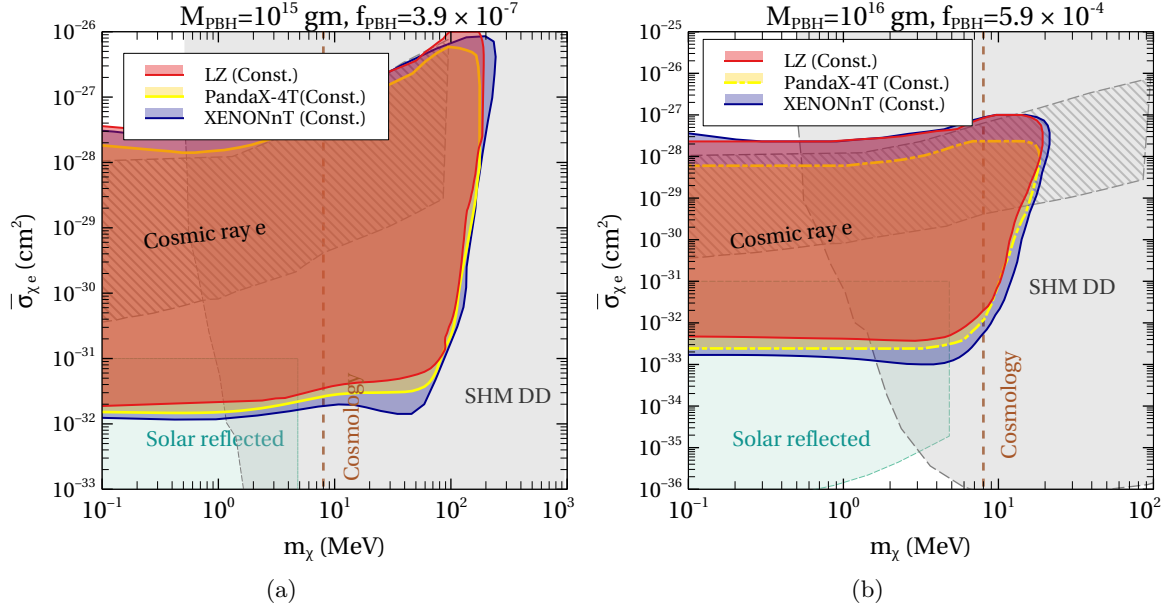 M_PBH=10^15 gm, f_PBH=3.9 × 10^-7
10^-26
10^-27
10^-28
10^-29
10^-30
10^-31
10^-32
10^-33
σ̅_χe (cm²)
LZ (Const.)
PandaX-4T(Const.)
XENONnT (Const.)
Cosmic ray e
Solar reflected
Cosmology
SHM DD
10^-1 10^0 10^1 10^2 10^3
m_χ (MeV)
(a)
M_PBH=10^16 gm, f_PBH=5.9 × 10^-4
10^-25
10^-26
10^-27
10^-28
10^-29
10^-30
10^-31
10^-32
10^-33
10^-34
10^-35
10^-36
σ̅_χe (cm²)
LZ (Const.)
PandaX-4T (Const.)
XENONnT (Const.)
Cosmic ray e
SHM DD
Solar reflected
Cosmology
10^-1 10^0 10^1 10^2
m_χ (MeV)
(b)